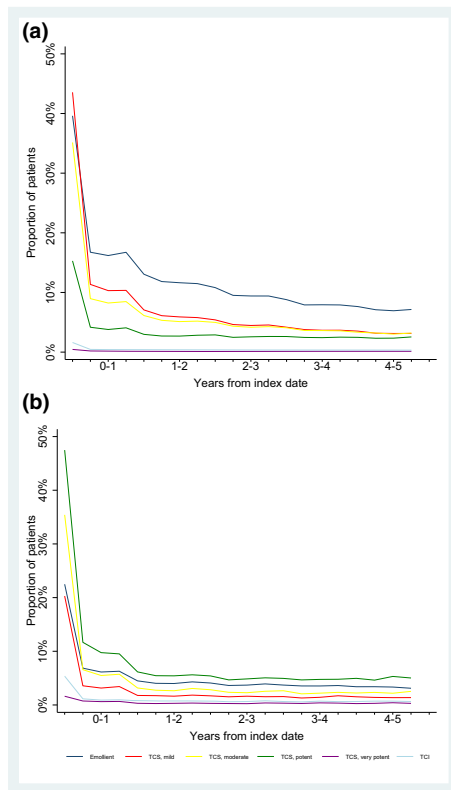 (a)
50%
40%
30%
20%
10%
0%
Proportion of patients
0-1 1-2 2-3 3-4 4-5
Years from index date
(b)
50%
40%
30%
20%
10%
0%
Proportion of patients
0-1 1-2 2-3 3-4 4-5
Years from index date
Emollient TCS, mild TCS, moderate TCS, potent TCS, very potent TCI